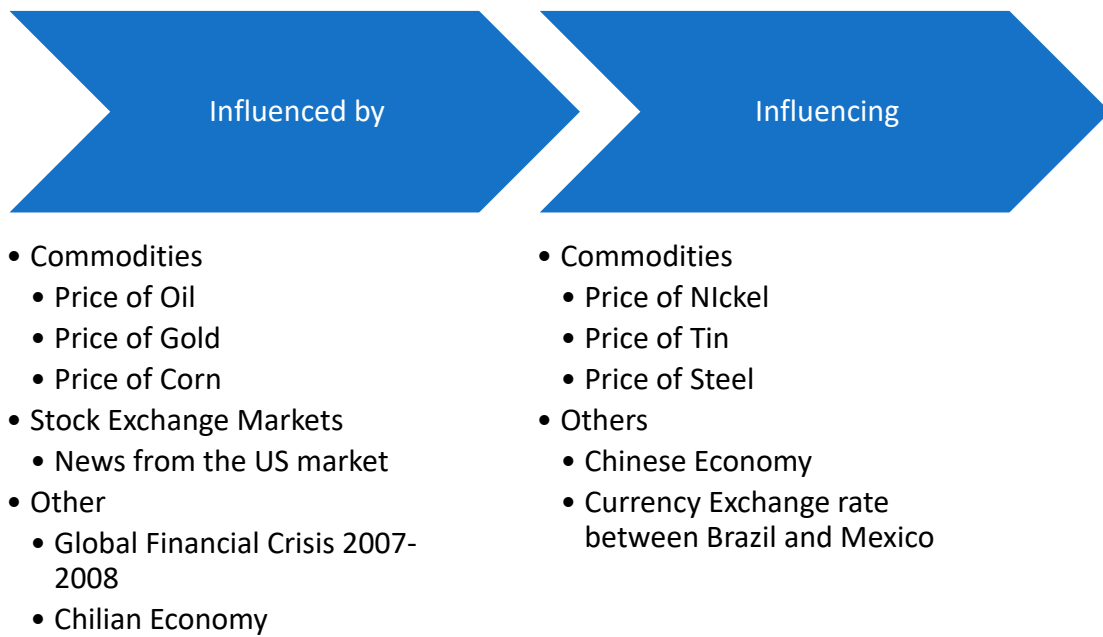 Influenced by
• Commodities
• Price of Oil
• Price of Gold
• Price of Corn
• Stock Exchange Markets
• News from the US market
• Other
• Global Financial Crisis 2007-
2008
• Chilian Economy
Influencing
• Commodities
• Price of NIckel
• Price of Tin
• Price of Steel
• Others
• Chinese Economy
• Currency Exchange rate
between Brazil and Mexico